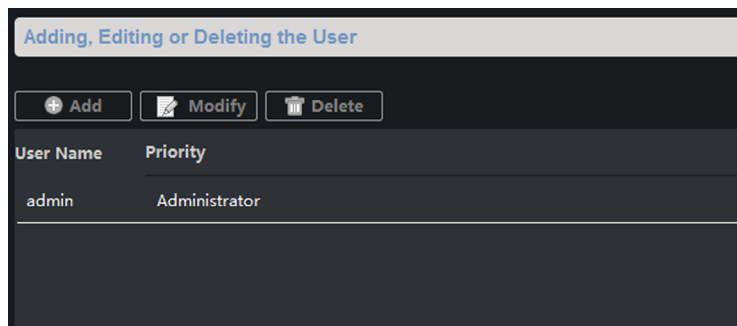 Adding, Editing or Deleting the User
Add Modify Delete
User Name Priority
admin Administrator